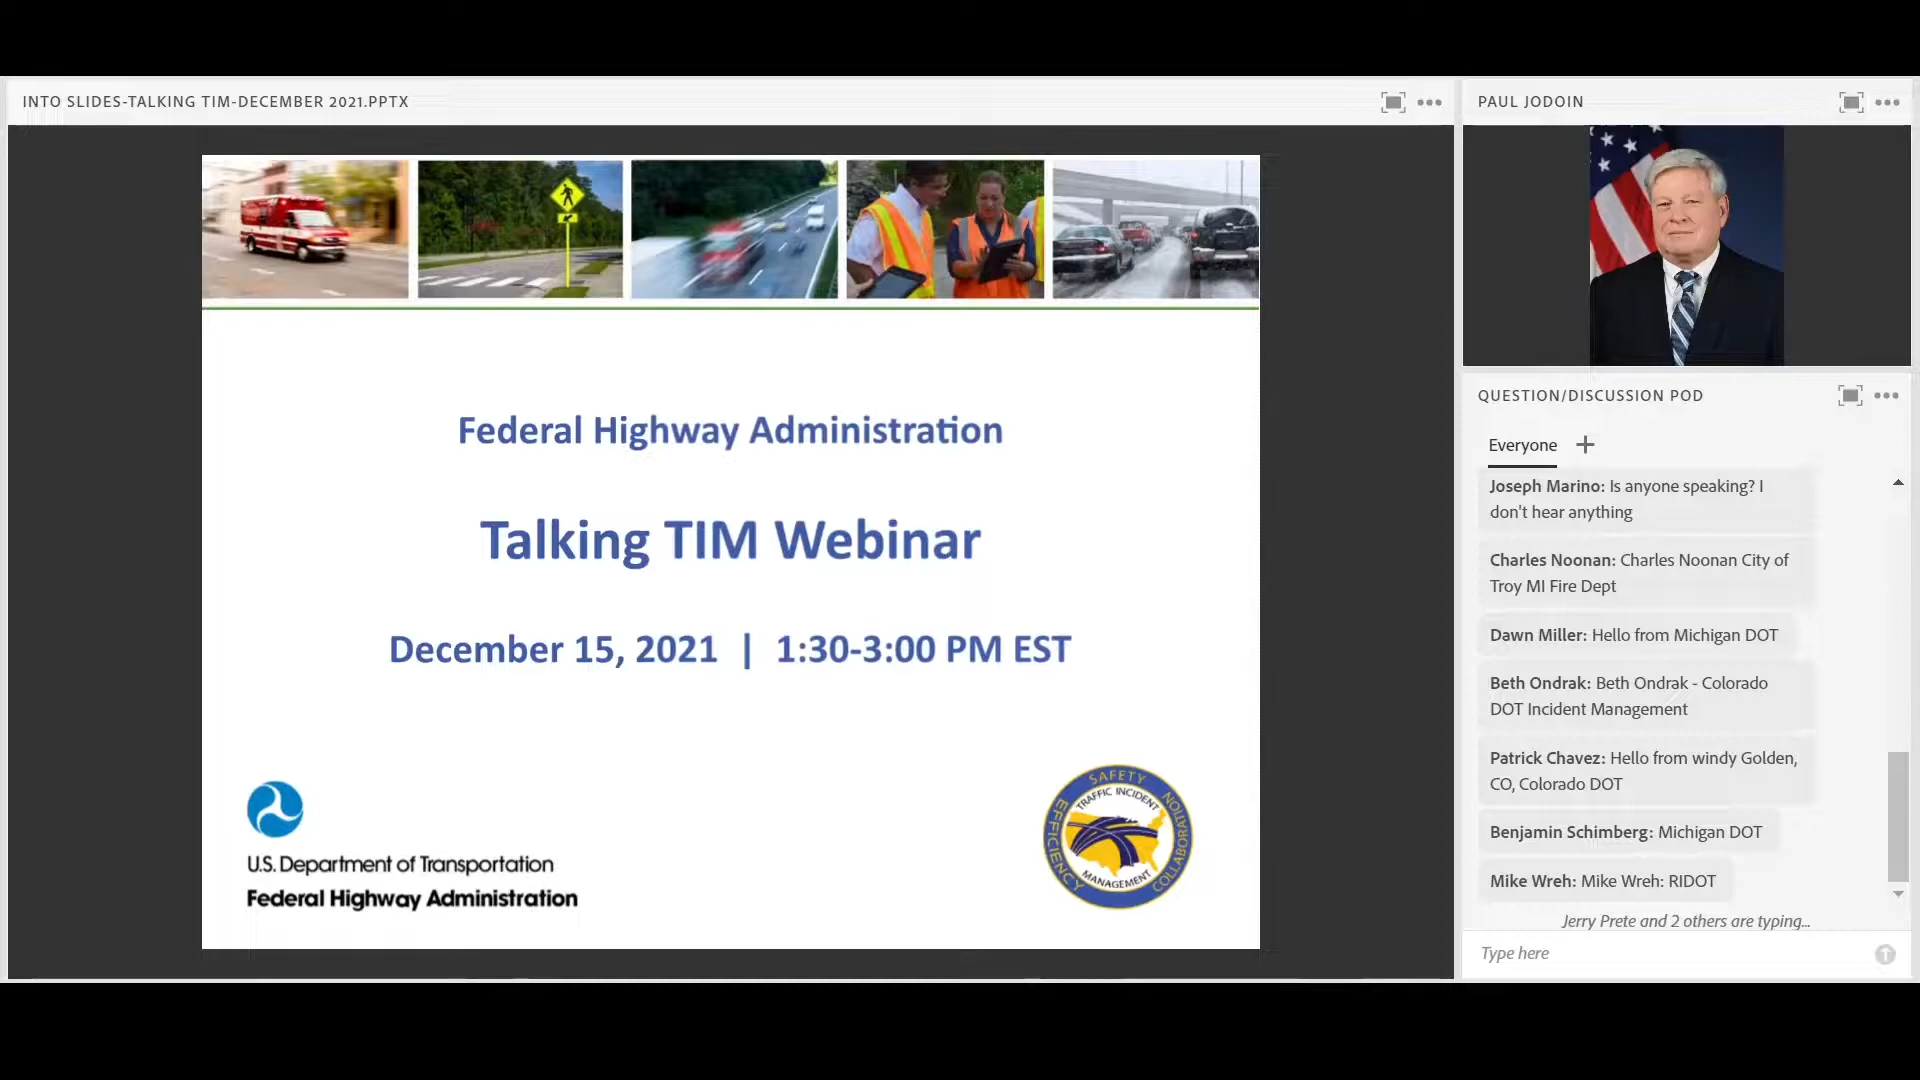 INTO SLIDES-TALKING TIM-DECEMBER 2021.PPTX
Federal Highway Administration
Talking TIM Webinar
December 15, 2021 | 1:30-3:00 PM EST
U.S. Department of Transportation
Federal Highway Administration
SAFETY
EFFICIENCY
COLLABORATION
TRAFFIC INCIDENT
MANAGEMENT
PAUL JODOIN
QUESTION/DISCUSSION POD
Everyone
Joseph Marino: Is anyone speaking? I
don't hear anything
Charles Noonan: Charles Noonan City of
Troy MI Fire Dept
Dawn Miller: Hello from Michigan DOT
Beth Ondrak: Beth Ondrak - Colorado
DOT Incident Management
Patrick Chavez: Hello from windy Golden,
CO, Colorado DOT
Benjamin Schimberg: Michigan DOT
Mike Wreh: Mike Wreh: RIDOT
Jerry Prete and 2 others are typing...
Type here